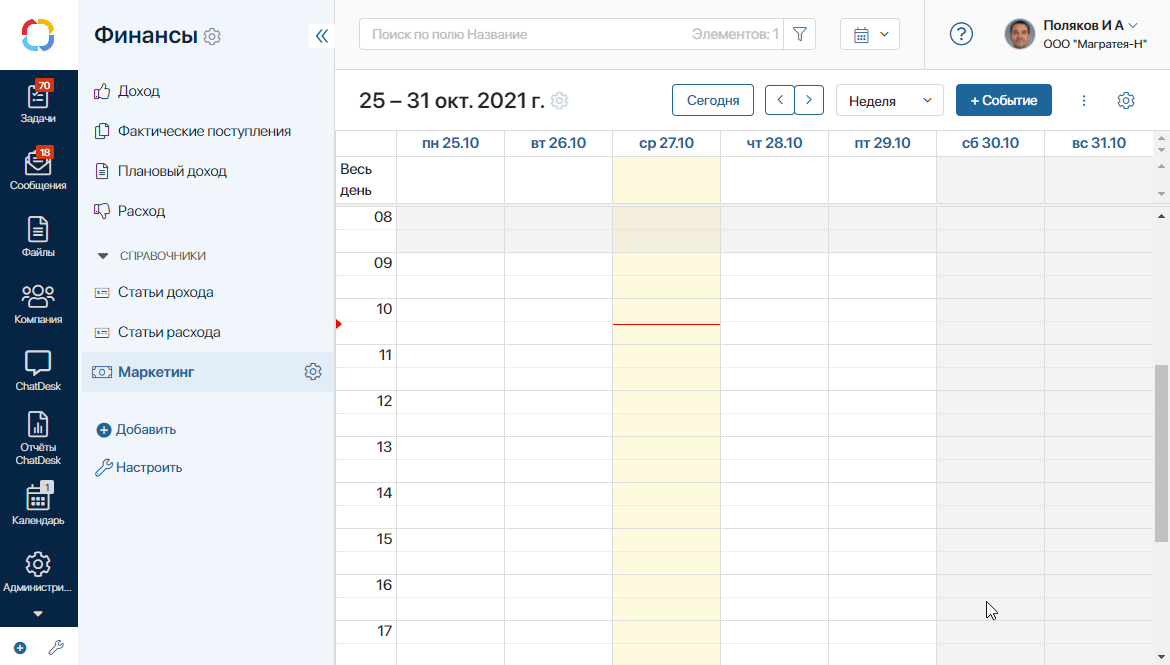 Финансы
Доход
Фактические поступления
Плановый доход
Расход
СПРАВОЧНИКИ
Статьи дохода
Статьи расхода
Маркетинг
Добавить
Настроить
70
Задачи
18
Сообщения
Файлы
Компания
ChatDesk
Отчёты
ChatDesk
1
Календарь
Администри...
Поиск по полю Название
Элементов: 1
?
Поляков И А
ООО "Магратея-Н"
25 – 31 окт. 2021 г.
Сегодня
Неделя
+ Событие
пн 25.10
вт 26.10
ср 27.10
чт 28.10
пт 29.10
сб 30.10
вс 31.10
Весь
день
08
09
10
11
12
13
14
15
16
17